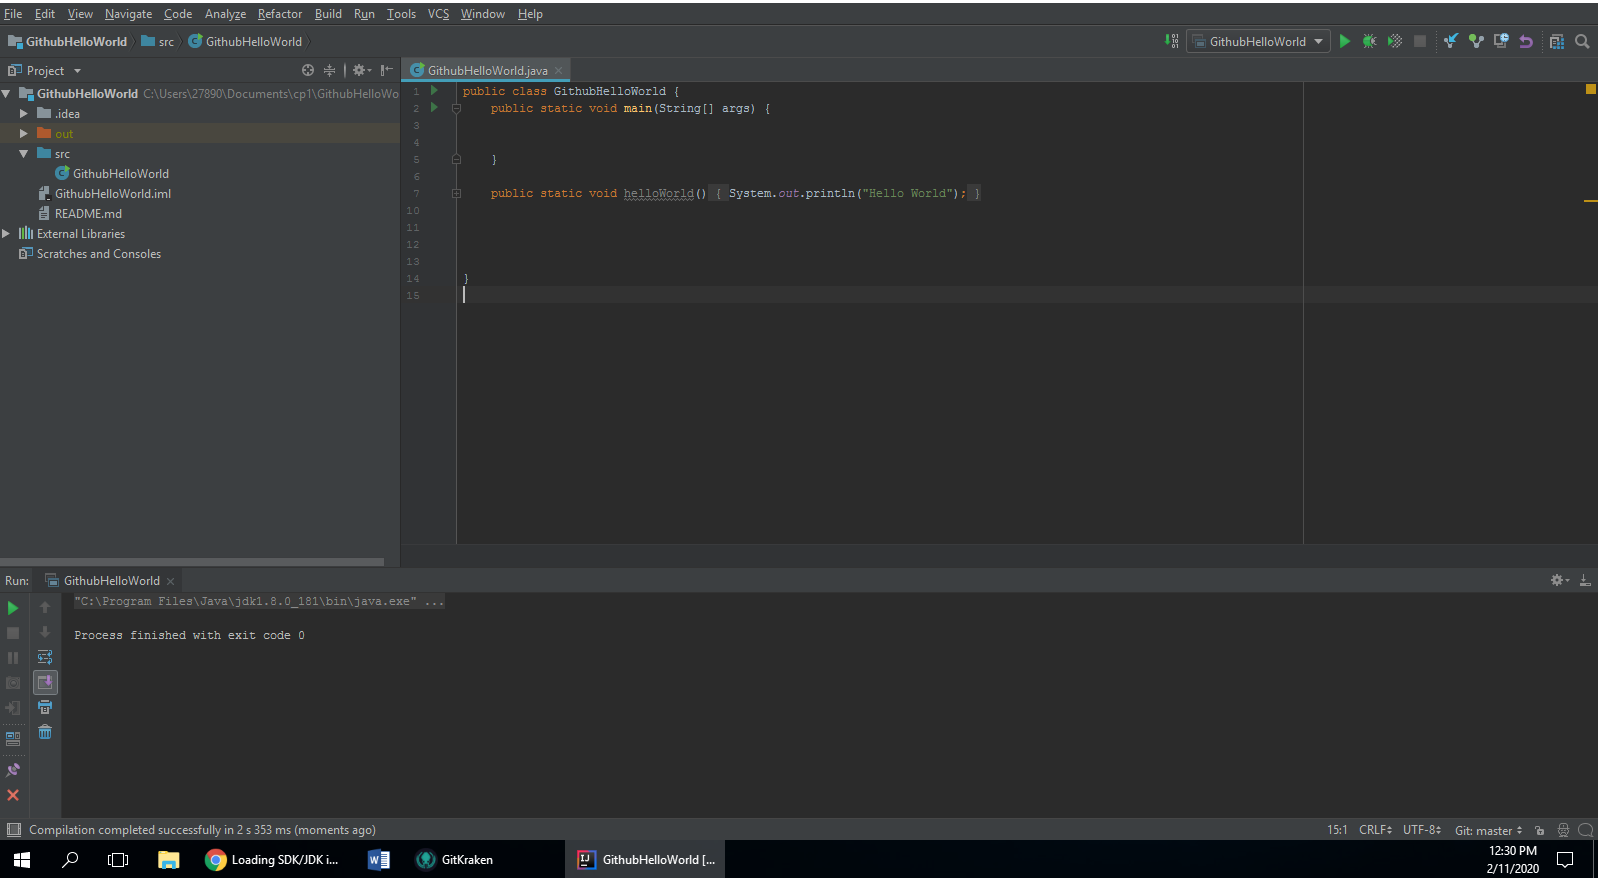 File Edit View Navigate Code Analyze Refactor Build Run Tools VCS Window Help
GithubHelloWorld src GithubHelloWorld GithubHelloWorld
Project
GithubHelloWorld.java
GithubHelloWorld C:\Users\27890\Documents\cp1\GithubHelloWo
.idea
out
src
GithubHelloWorld
GithubHelloWorld.iml
README.md
External Libraries
Scratches and Consoles
1 public class GithubHelloWorld {
2 public static void main(String[] args) {
3
4
5 }
6
7 public static void helloWorld() { System.out.println("Hello World"); }
10
11
12
13
14 }
15
Run: GithubHelloWorld
"C:\Program Files\Java\jdk1.8.0_181\bin\java.exe" ...
Process finished with exit code 0
Compilation completed successfully in 2 s 353 ms (moments ago) 15:1 CRLF UTF-8 Git: master
Loading SDK/JDK i... GitKraken GithubHelloWorld [...
12:30 PM
2/11/2020